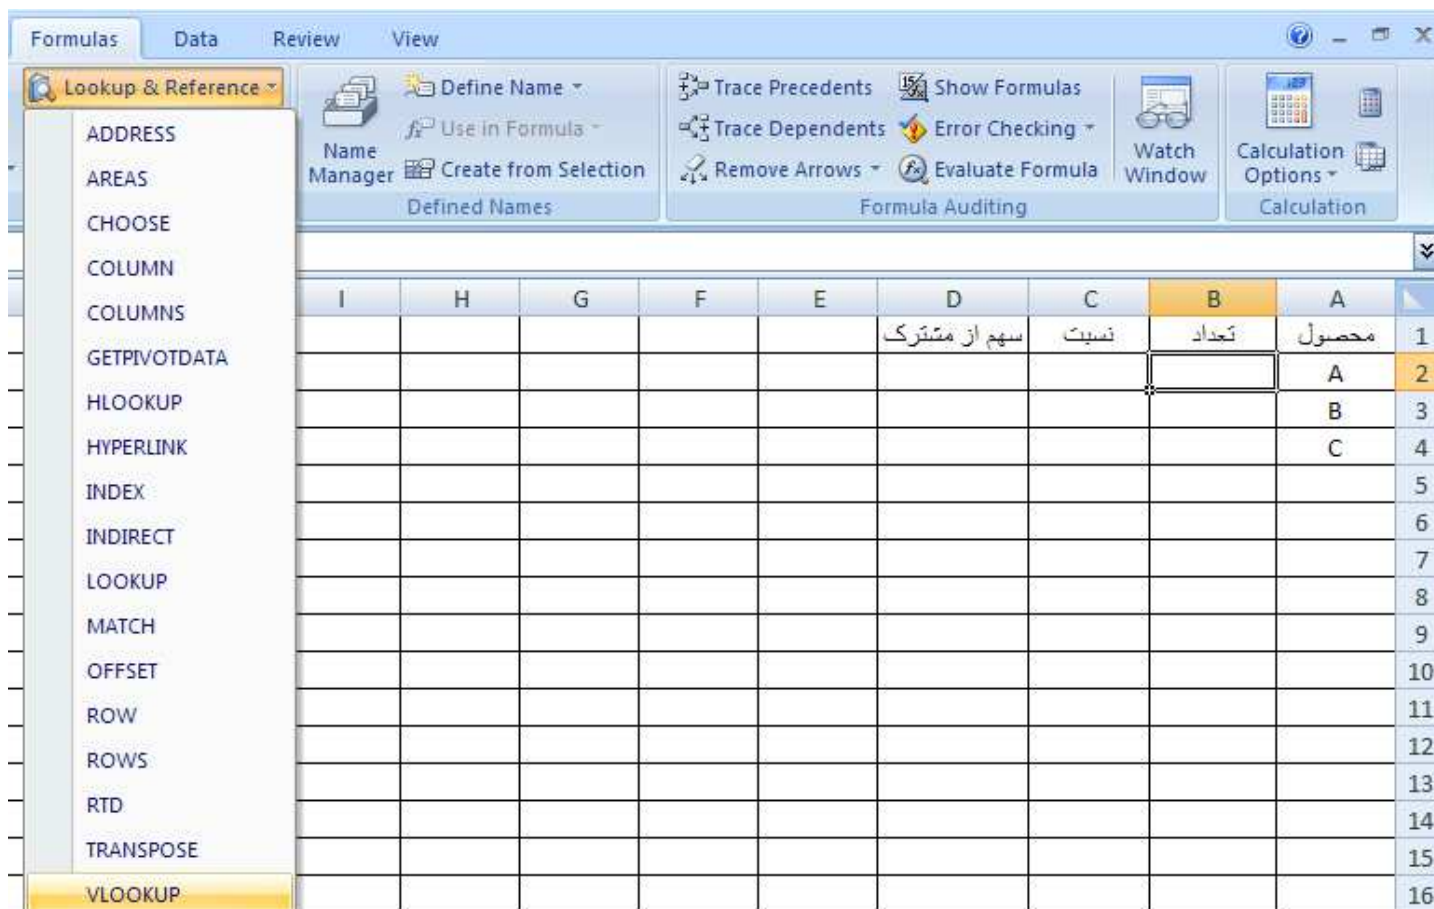 Formulas Data Review View
Lookup & Reference
ADDRESS
AREAS
CHOOSE
COLUMN
COLUMNS
GETPIVOTDATA
HLOOKUP
HYPERLINK
INDEX
INDIRECT
LOOKUP
MATCH
OFFSET
ROW
ROWS
RTD
TRANSPOSE
VLOOKUP
Name Manager
Define Name
Use in Formula
Create from Selection
Defined Names
Trace Precedents
Trace Dependents
Remove Arrows
Show Formulas
Error Checking
Evaluate Formula
Formula Auditing
Watch Window
Calculation Options
Calculation
I H G F E D C B A
محصول تعداد نسبت سهم از مشترک 1
A 2
B 3
C 4
5
6
7
8
9
10
11
12
13
14
15
16